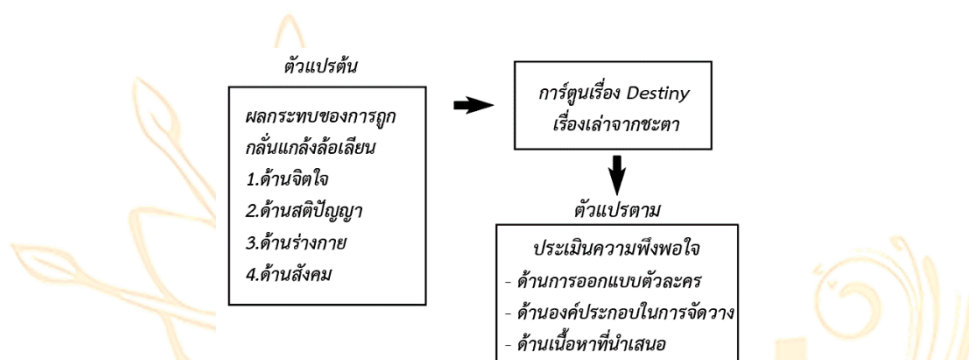 ตัวแปรต้น
ผลกระทบของการถูก
กลั่นแกล้งล้อเลียน
1.ด้านจิตใจ
2.ด้านสติปัญญา
3.ด้านร่างกาย
4.ด้านสังคม
การ์ตูนเรื่อง Destiny
เรื่องเล่าจากชะตา
ตัวแปรตาม
ประเมินความพึงพอใจ
- ด้านการออกแบบตัวละคร
- ด้านองค์ประกอบในการจัดวาง
- ด้านเนื้อหาที่นำเสนอ